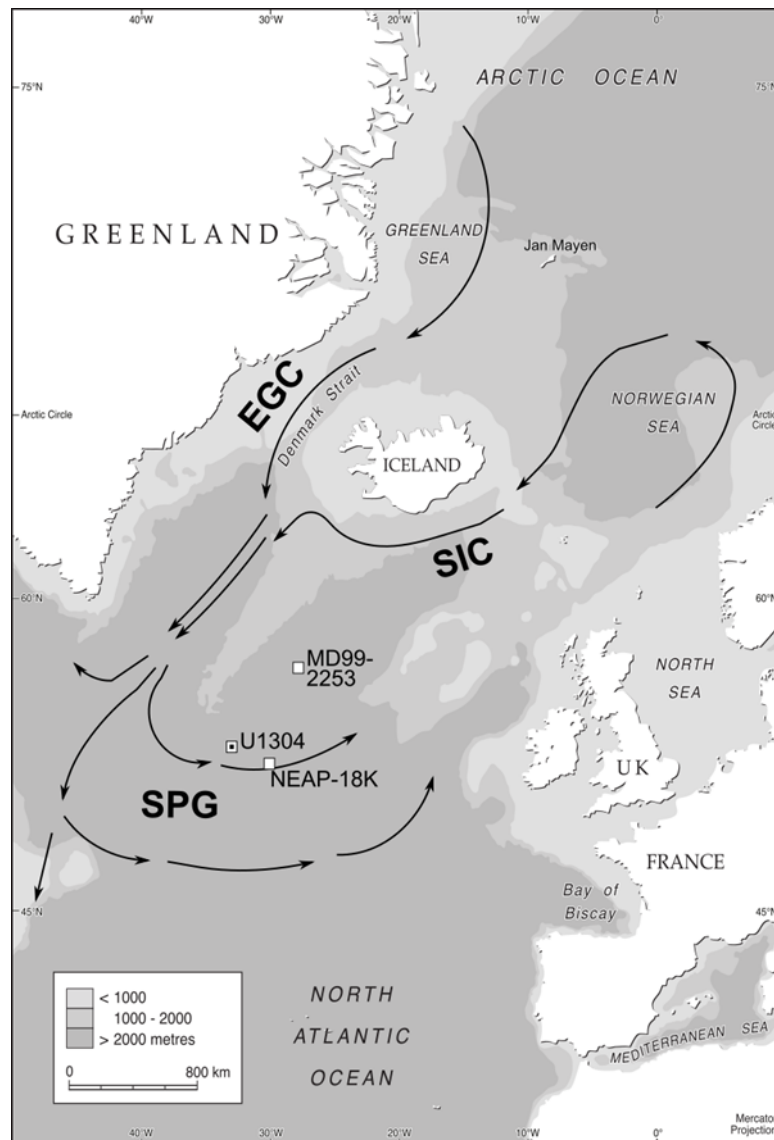 40°W
30°W
20°W
10°W
0°
75°N
75°N
ARCTIC OCEAN
GREENLAND
GREENLAND
SEA
Jan Mayen
EGC
Denmark Strait
Arctic Circle
NORWEGIAN
SEA
Arctic
Circle
ICELAND
SIC
60°N
60°N
MD99-
2253
NORTH
SEA
U1304
NEAP-18K
UK
SPG
FRANCE
Bay of
Biscay
45°N
45°N
< 1000
1000 - 2000
> 2000 metres
0 800 km
NORTH
ATLANTIC
OCEAN
MEDITERRANEAN SEA
40°W
30°W
20°W
10°W
0°
Mercator
Projection